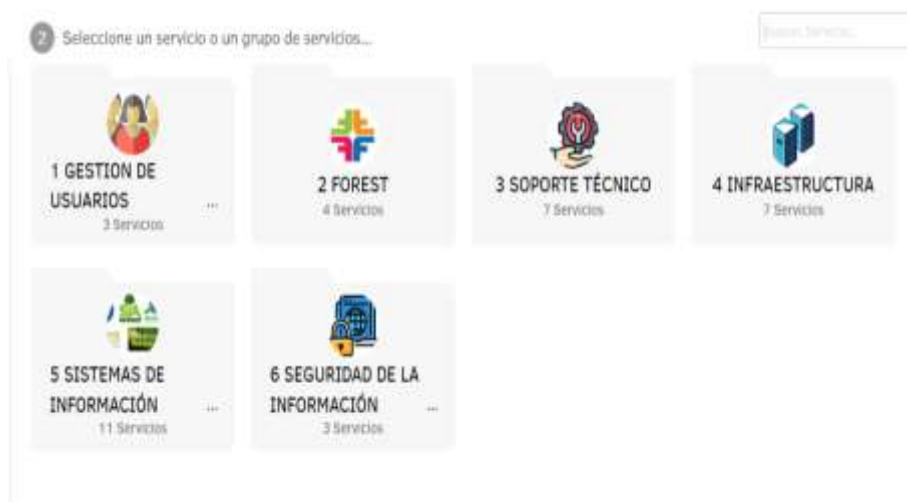 2 Seleccione un servicio o un grupo de servicios...
Buscar Servicio...
1 GESTION DE
USUARIOS ...
3 Servicios
2 FOREST
4 Servicios
3 SOPORTE TÉCNICO
7 Servicios
4 INFRAESTRUCTURA
7 Servicios
5 SISTEMAS DE
INFORMACIÓN ...
11 Servicios
6 SEGURIDAD DE LA
INFORMACIÓN ...
3 Servicios